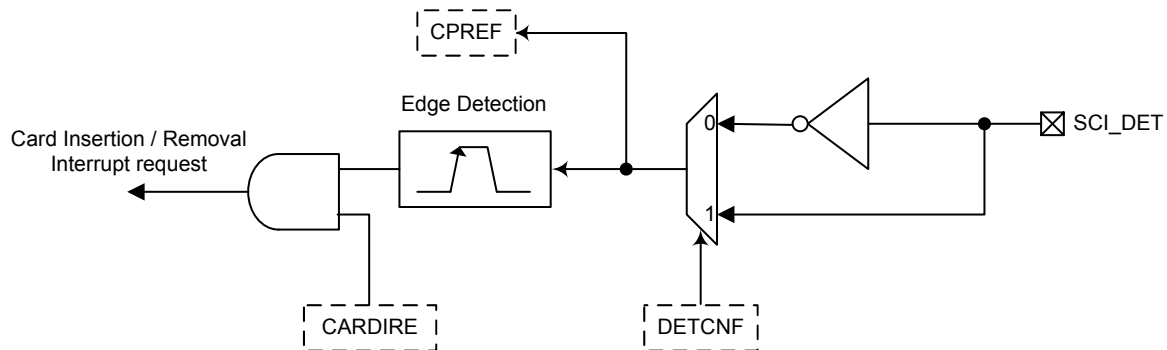 CPREF
Edge Detection
Card Insertion / Removal
Interrupt request
0
SCI_DET
1
CARDIRE
DETCNF